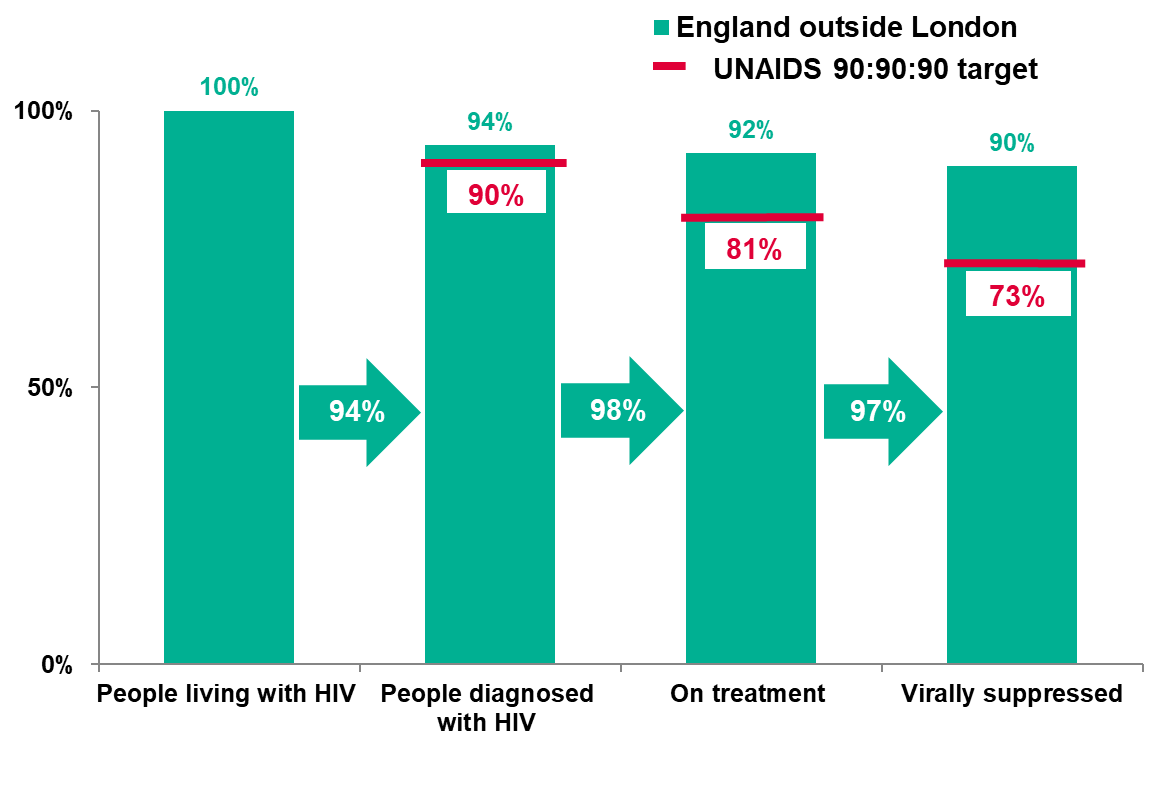 England outside London
UNAIDS 90:90:90 target
100%
94%
92%
90%
100%
50%
0%
90%
81%
73%
94%
98%
97%
People living with HIV
People diagnosed
with HIV
On treatment
Virally suppressed